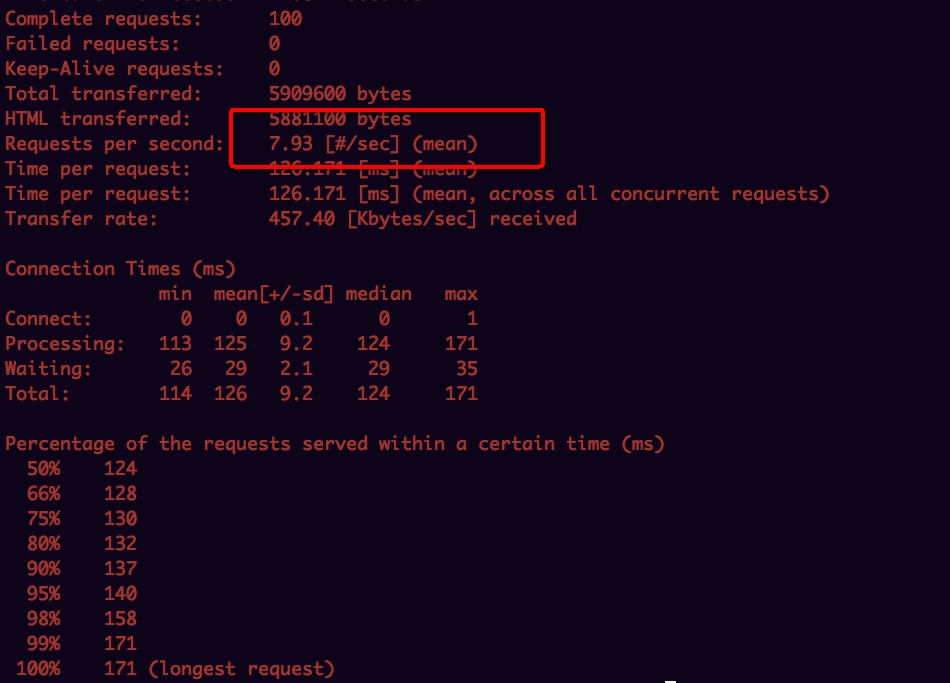 Complete requests: 100
Failed requests: 0
Keep-Alive requests: 0
Total transferred: 5909600 bytes
HTML transferred: 5881100 bytes
Requests per second: 7.93 [#/sec] (mean)
Time per request: 126.171 [ms] (mean)
Time per request: 126.171 [ms] (mean, across all concurrent requests)
Transfer rate: 457.40 [Kbytes/sec] received
Connection Times (ms)
min mean[+/-sd] median max
Connect: 0 0 0.1 0 1
Processing: 113 125 9.2 124 171
Waiting: 26 29 2.1 29 35
Total: 114 126 9.2 124 171
Percentage of the requests served within a certain time (ms)
50% 124
66% 128
75% 130
80% 132
90% 137
95% 140
98% 158
99% 171
100% 171 (longest request)